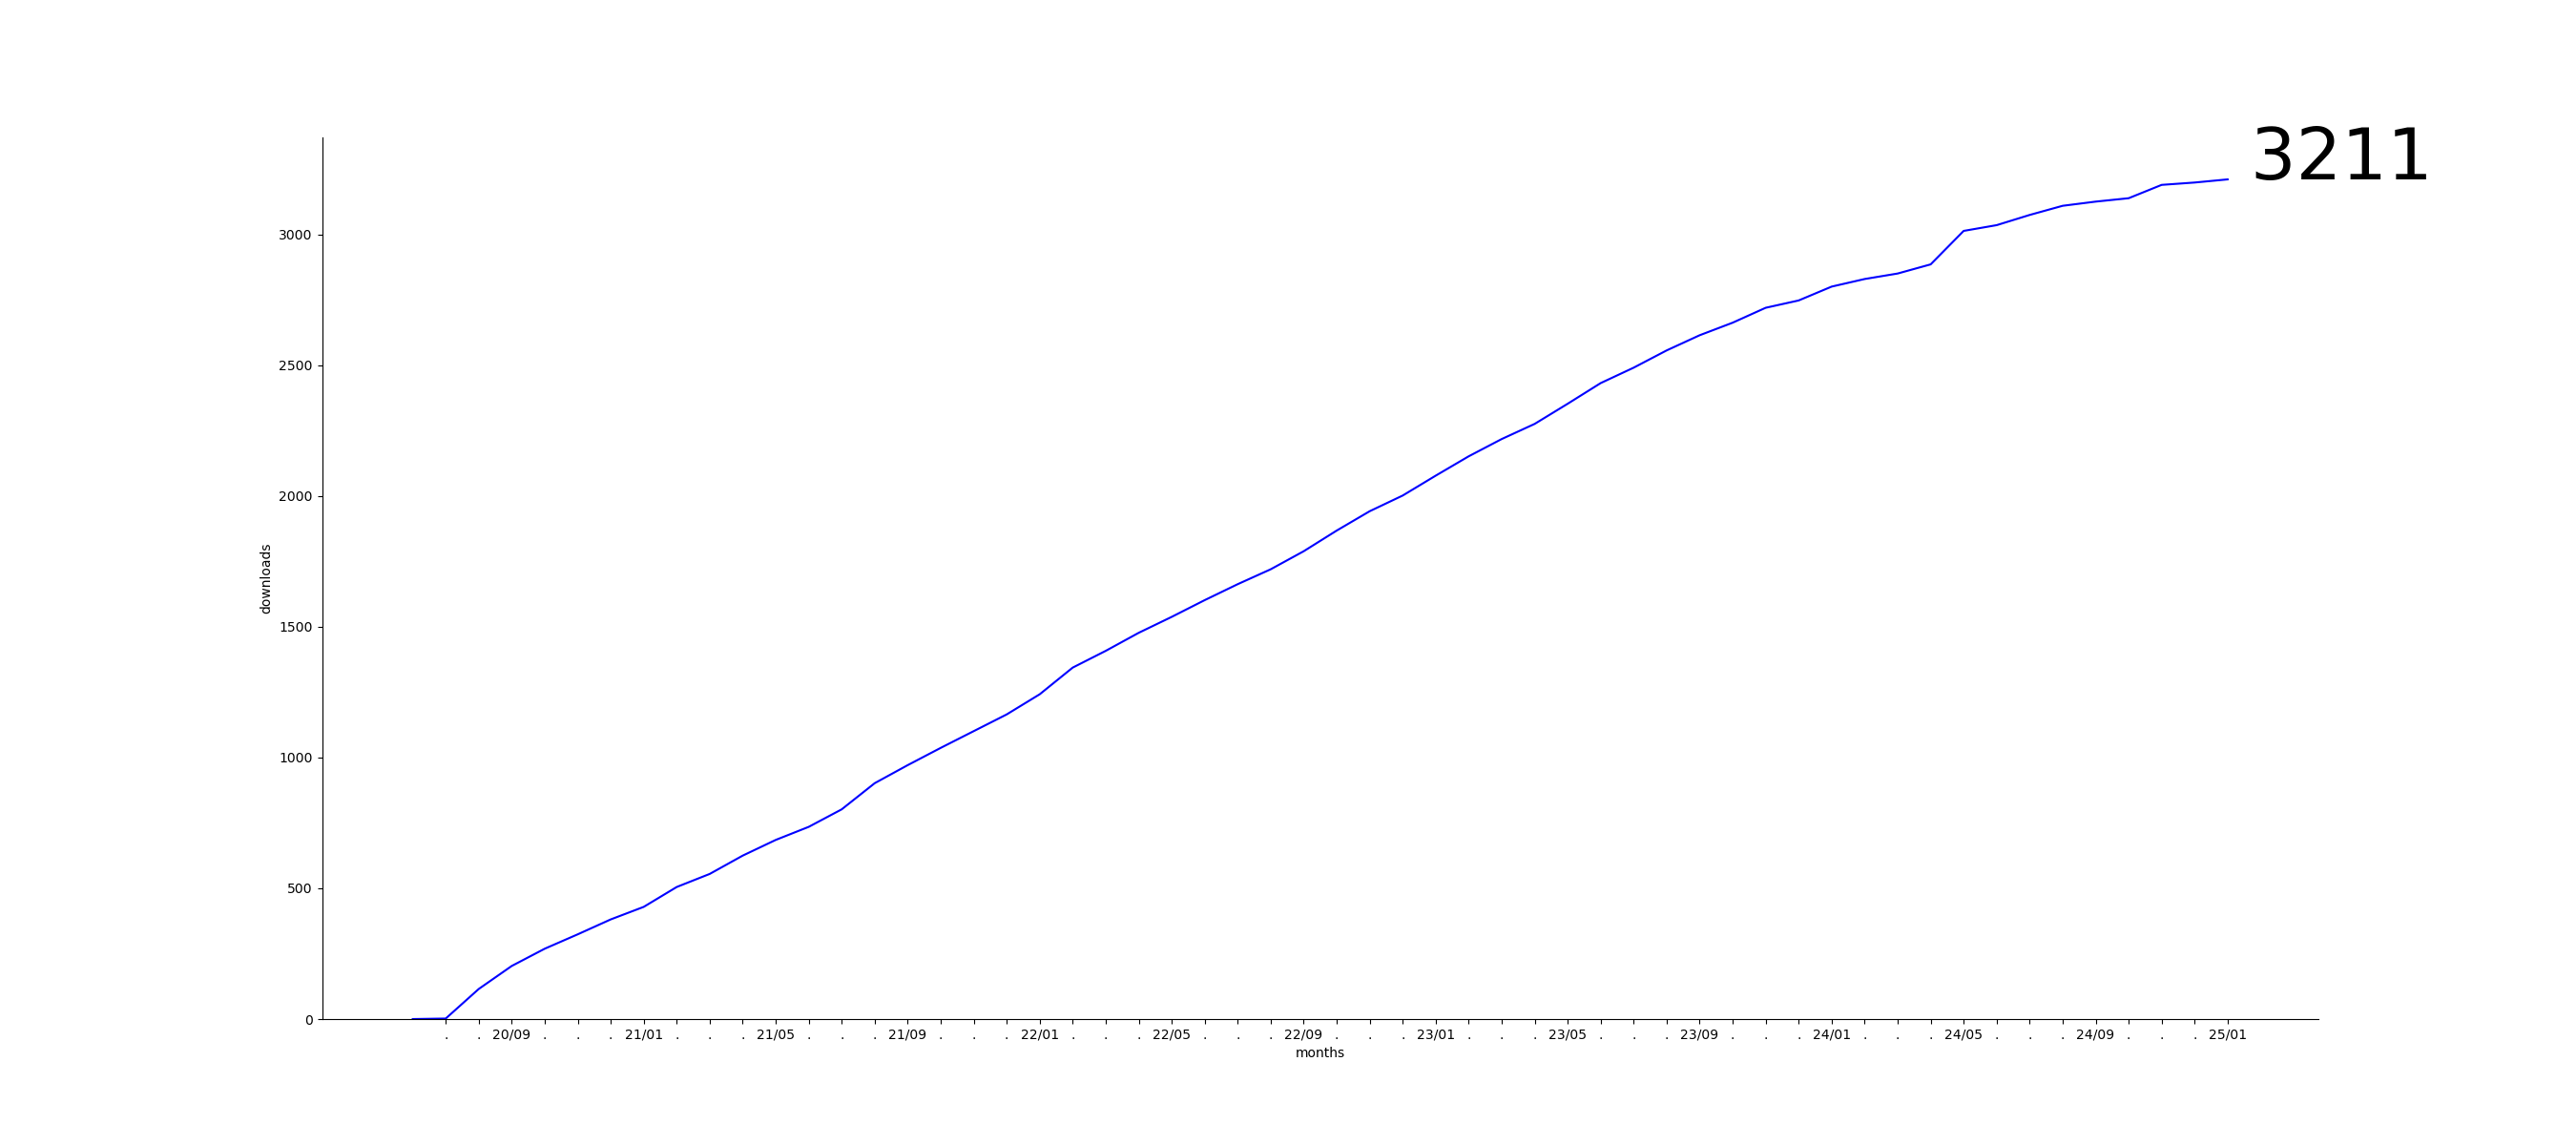 3211
3000
2500
2000
1500
1000
500
0
downloads
. . 20/09 . . . 21/01 . . . 21/05 . . . 21/09 . . . 22/01 . . . 22/05 . . . 22/09 . . . 23/01 . . . 23/05 . . . 23/09 . . . 24/01 . . . 24/05 . . . 24/09 . . . 25/01
months